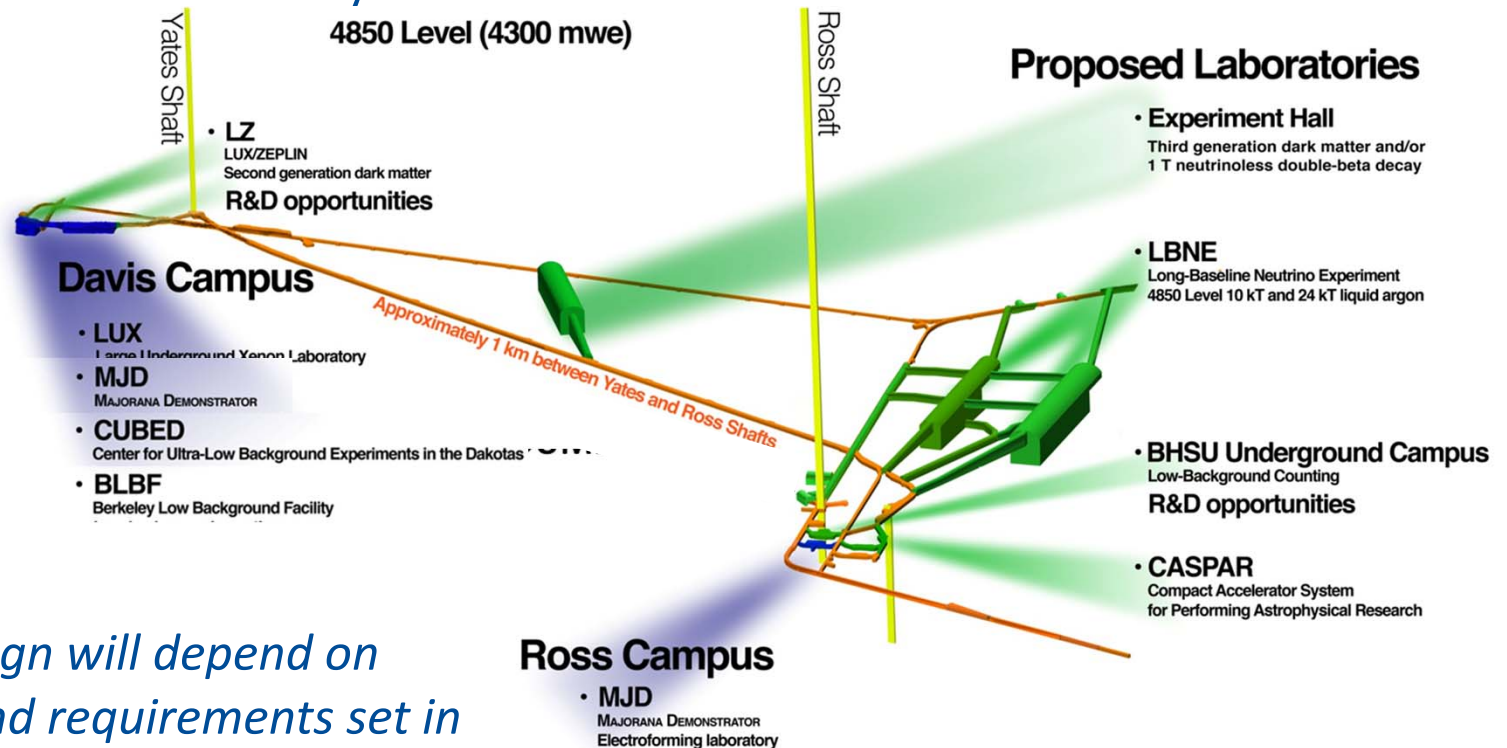 4850 Level (4300 mwe)
Yates Shaft
Ross Shaft
• LZ
LUX/ZEPLIN
Second generation dark matter
R&D opportunities
Davis Campus
• LUX
Large Underground Xenon Laboratory
• MJD
MAJORANA DEMONSTRATOR
• CUBED
Center for Ultra-Low Background Experiments in the Dakotas
• BLBF
Berkeley Low Background Facility
Approximately 1 km between Yates and Ross Shafts
Proposed Laboratories
• Experiment Hall
Third generation dark matter and/or
1 T neutrinoless double-beta decay
• LBNE
Long-Baseline Neutrino Experiment
4850 Level 10 kT and 24 kT liquid argon
• BHSU Underground Campus
Low-Background Counting
R&D opportunities
• CASPAR
Compact Accelerator System
for Performing Astrophysical Research
Ross Campus
• MJD
MAJORANA DEMONSTRATOR
Electroforming laboratory
gn will depend on
nd requirements set in